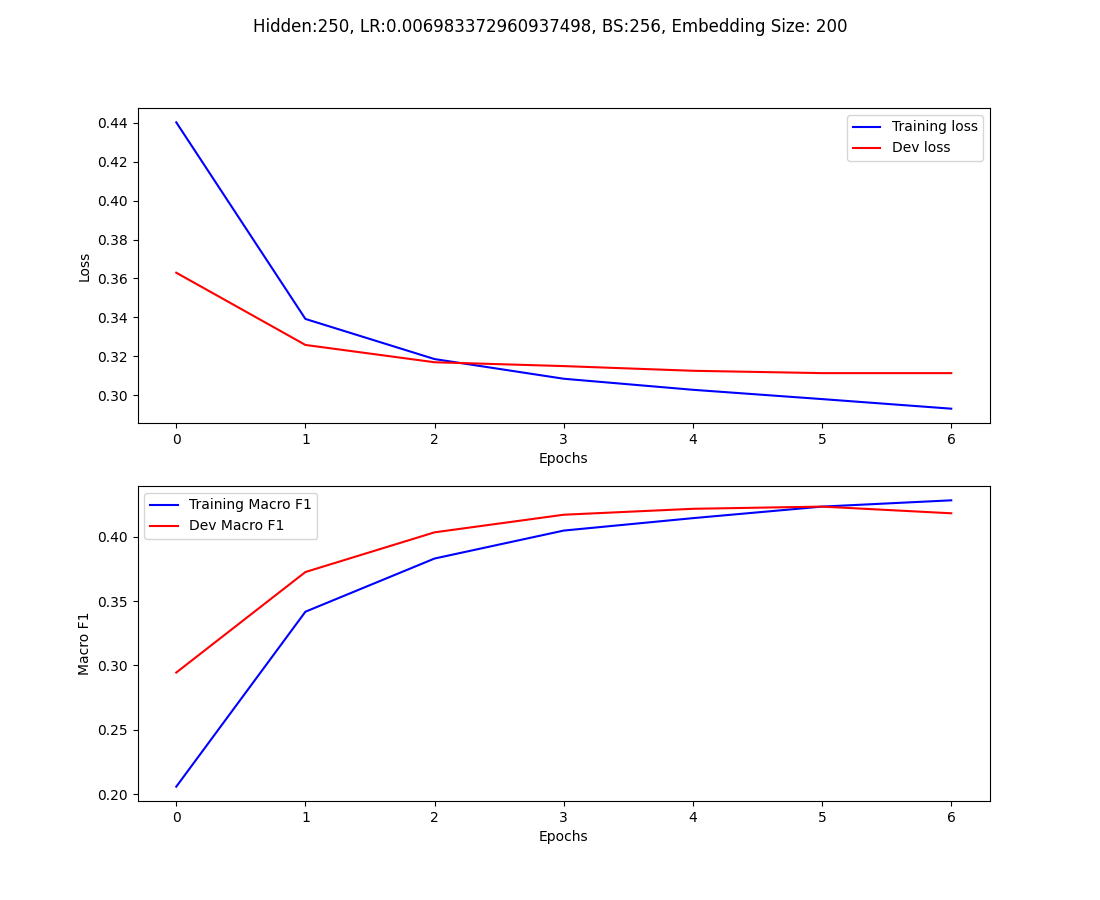 Hidden:250, LR:0.006983372960937498, BS:256, Embedding Size: 200
0.44
0.42
0.40
0.38
0.36
0.34
0.32
0.30
Loss
Training loss
Dev loss
0 1 2 3 4 5 6
Epochs
Training Macro F1
Dev Macro F1
0.40
0.35
0.30
0.25
0.20
Macro F1
0 1 2 3 4 5 6
Epochs